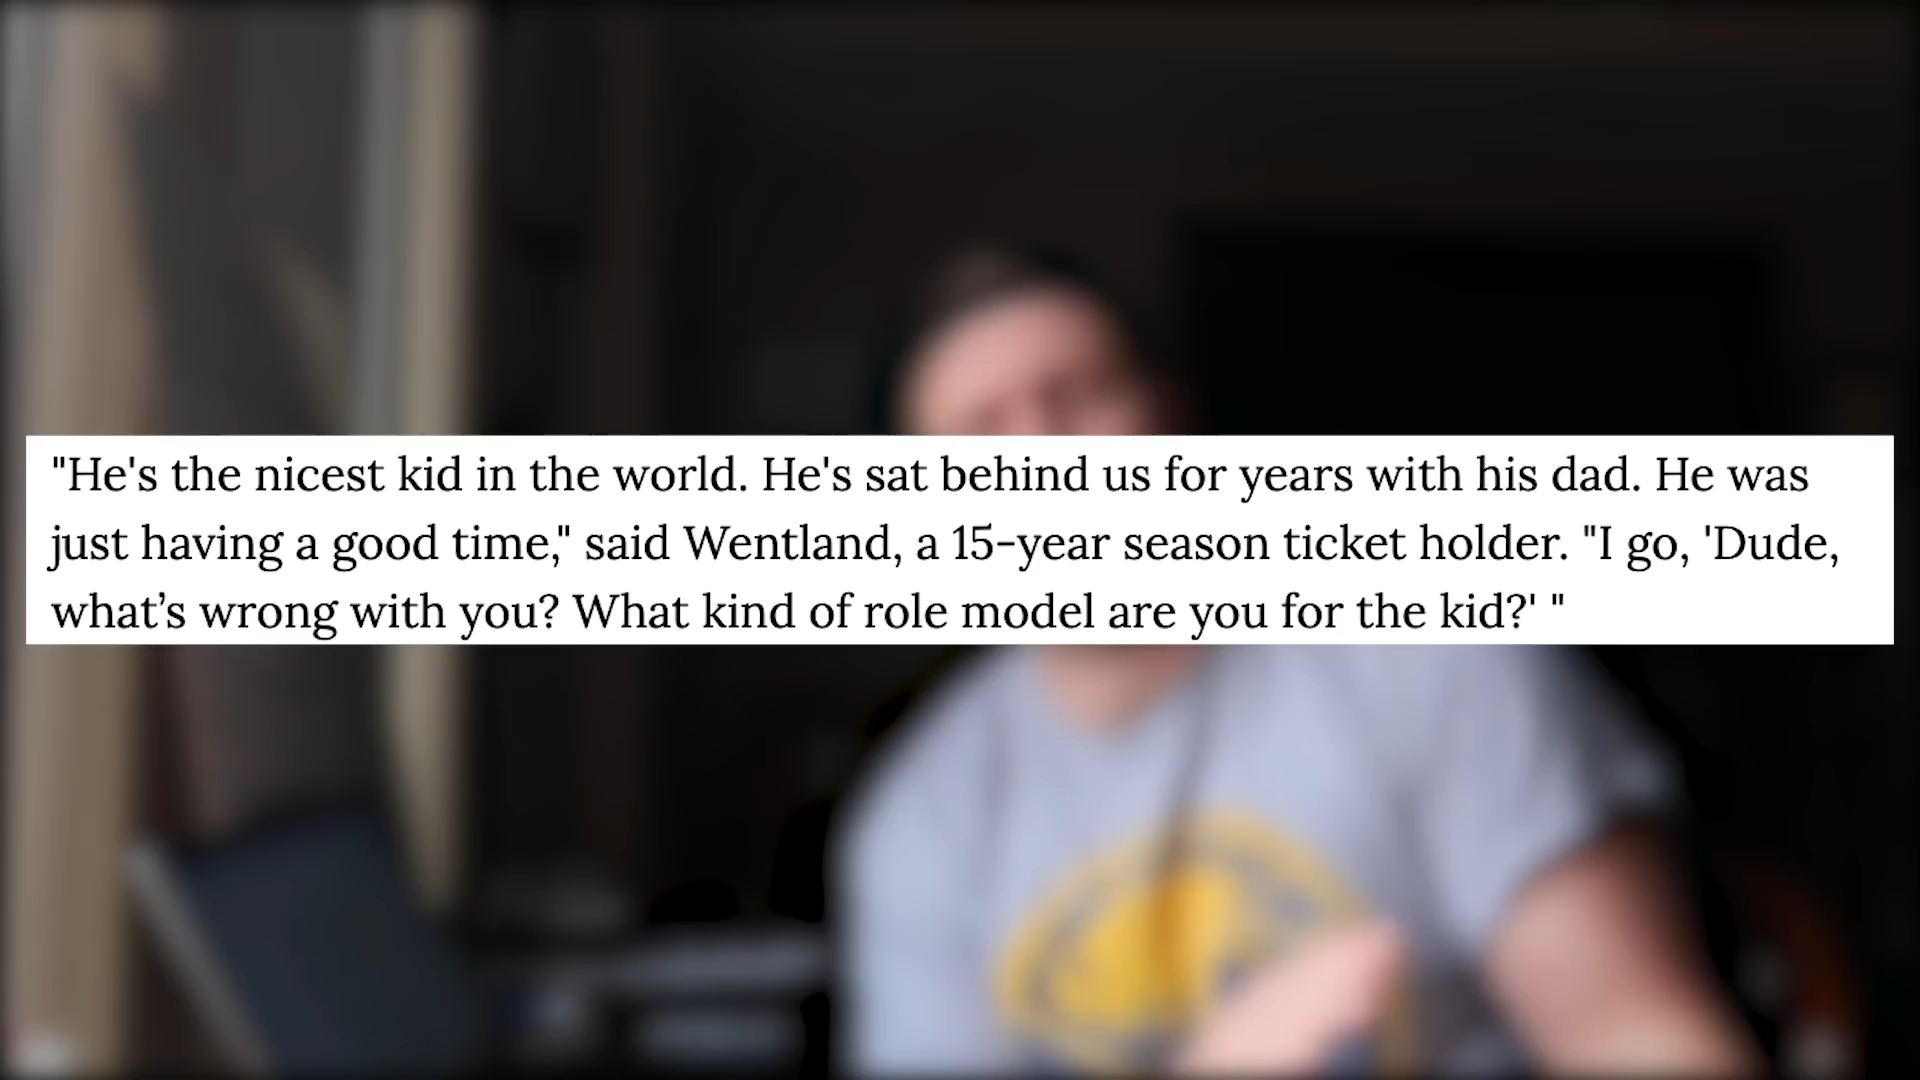 "He's the nicest kid in the world. He's sat behind us for years with his dad. He was
just having a good time," said Wentland, a 15-year season ticket holder. "I go, 'Dude,
what’s wrong with you? What kind of role model are you for the kid?' "